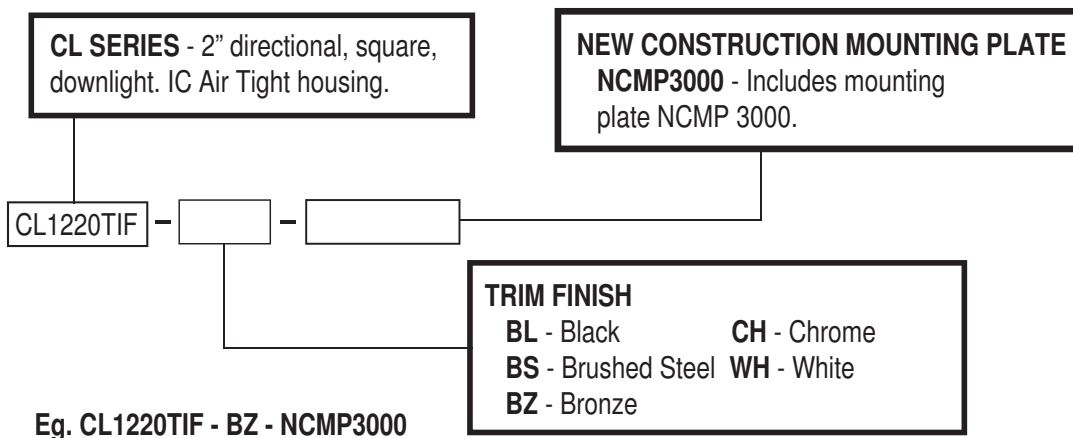 CL SERIES - 2” directional, square,
downlight. IC Air Tight housing.
NEW CONSTRUCTION MOUNTING PLATE
NCMP3000 - Includes mounting
plate NCMP 3000.
CL1220TIF - -
TRIM FINISH
BL - Black CH - Chrome
BS - Brushed Steel WH - White
BZ - Bronze
Eg. CL1220TIF - BZ - NCMP3000